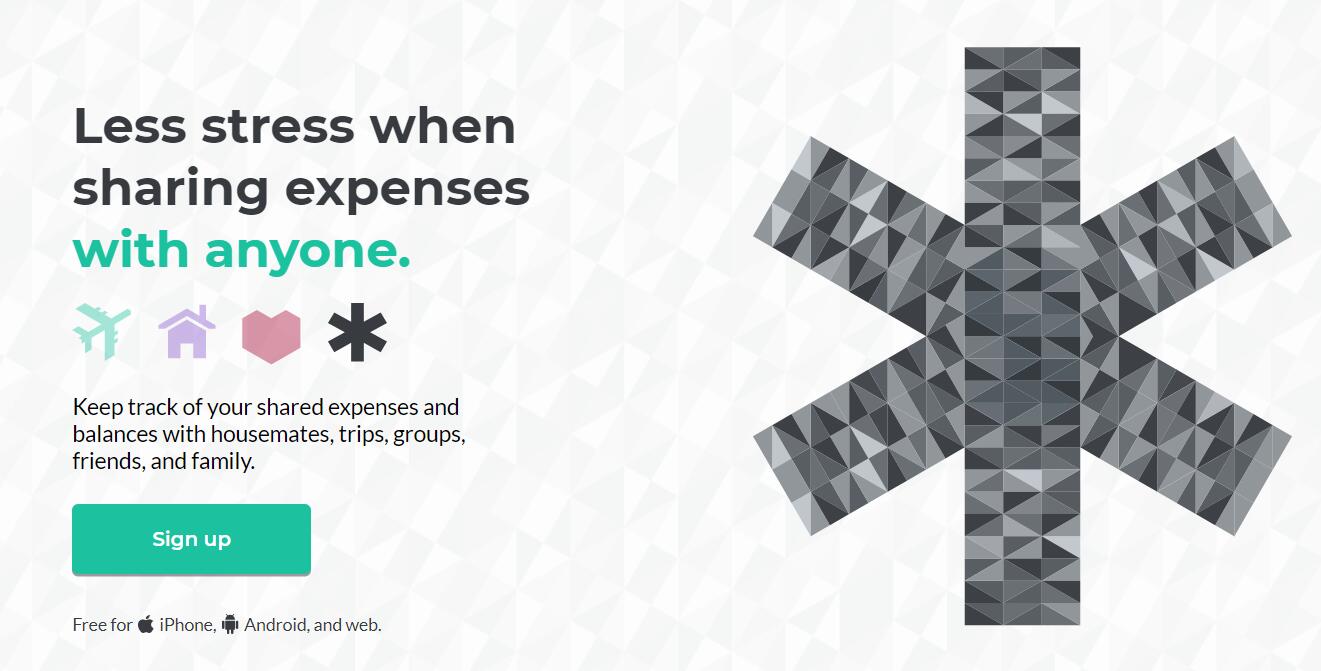 Less stress when
sharing expenses
with anyone.
Keep track of your shared expenses and
balances with housemates, trips, groups,
friends, and family.
Sign up
Free for iPhone, Android, and web.